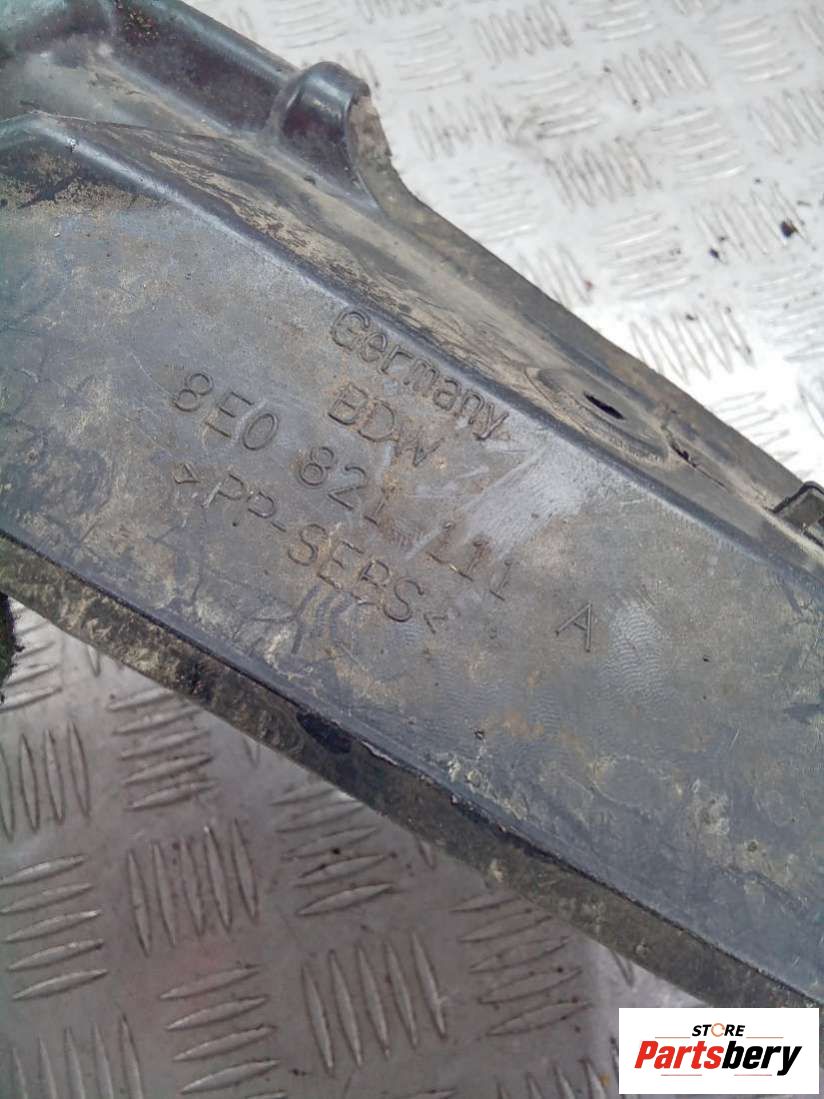 Germany
BDW
8E0 821 111 A
>PP-SEBS<
STORE
Partsbery